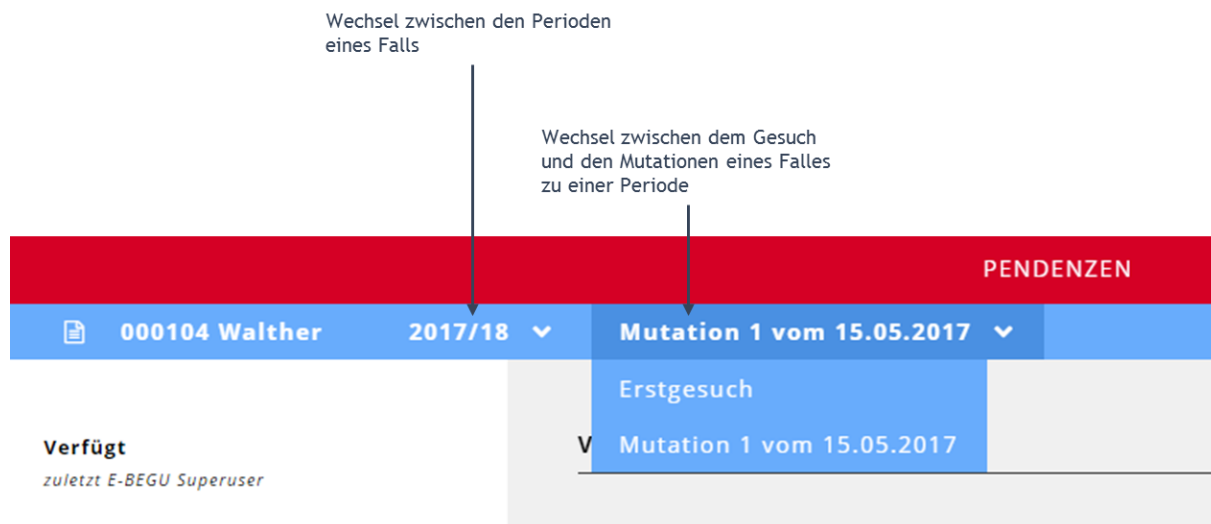 Wechsel zwischen den Perioden
eines Falls
Wechsel zwischen dem Gesuch
und den Mutationen eines Falles
zu einer Periode
PENDENZEN
000104 Walther 2017/18 Mutation 1 vom 15.05.2017
Erstgesuch
Mutation 1 vom 15.05.2017
Verfügt
V
zuletzt E-BEGU Superuser